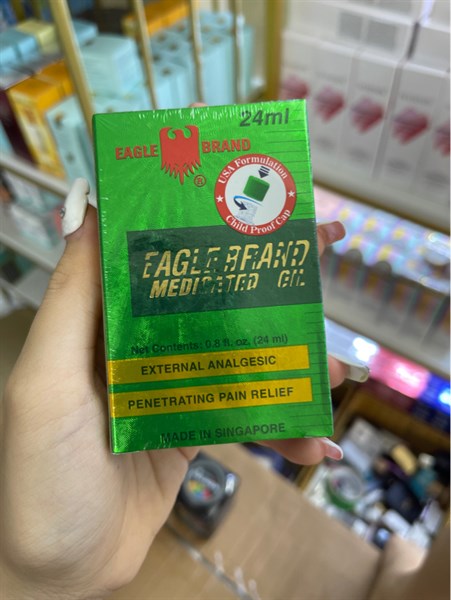 24ml
EAGLE BRAND
®
USA Formulation
Child Proof Cap
EAGLE BRAND
MEDICATED OIL
Net Contents: 0.8 fl. oz. (24 ml)
EXTERNAL ANALGESIC
PENETRATING PAIN RELIEF
MADE IN SINGAPORE